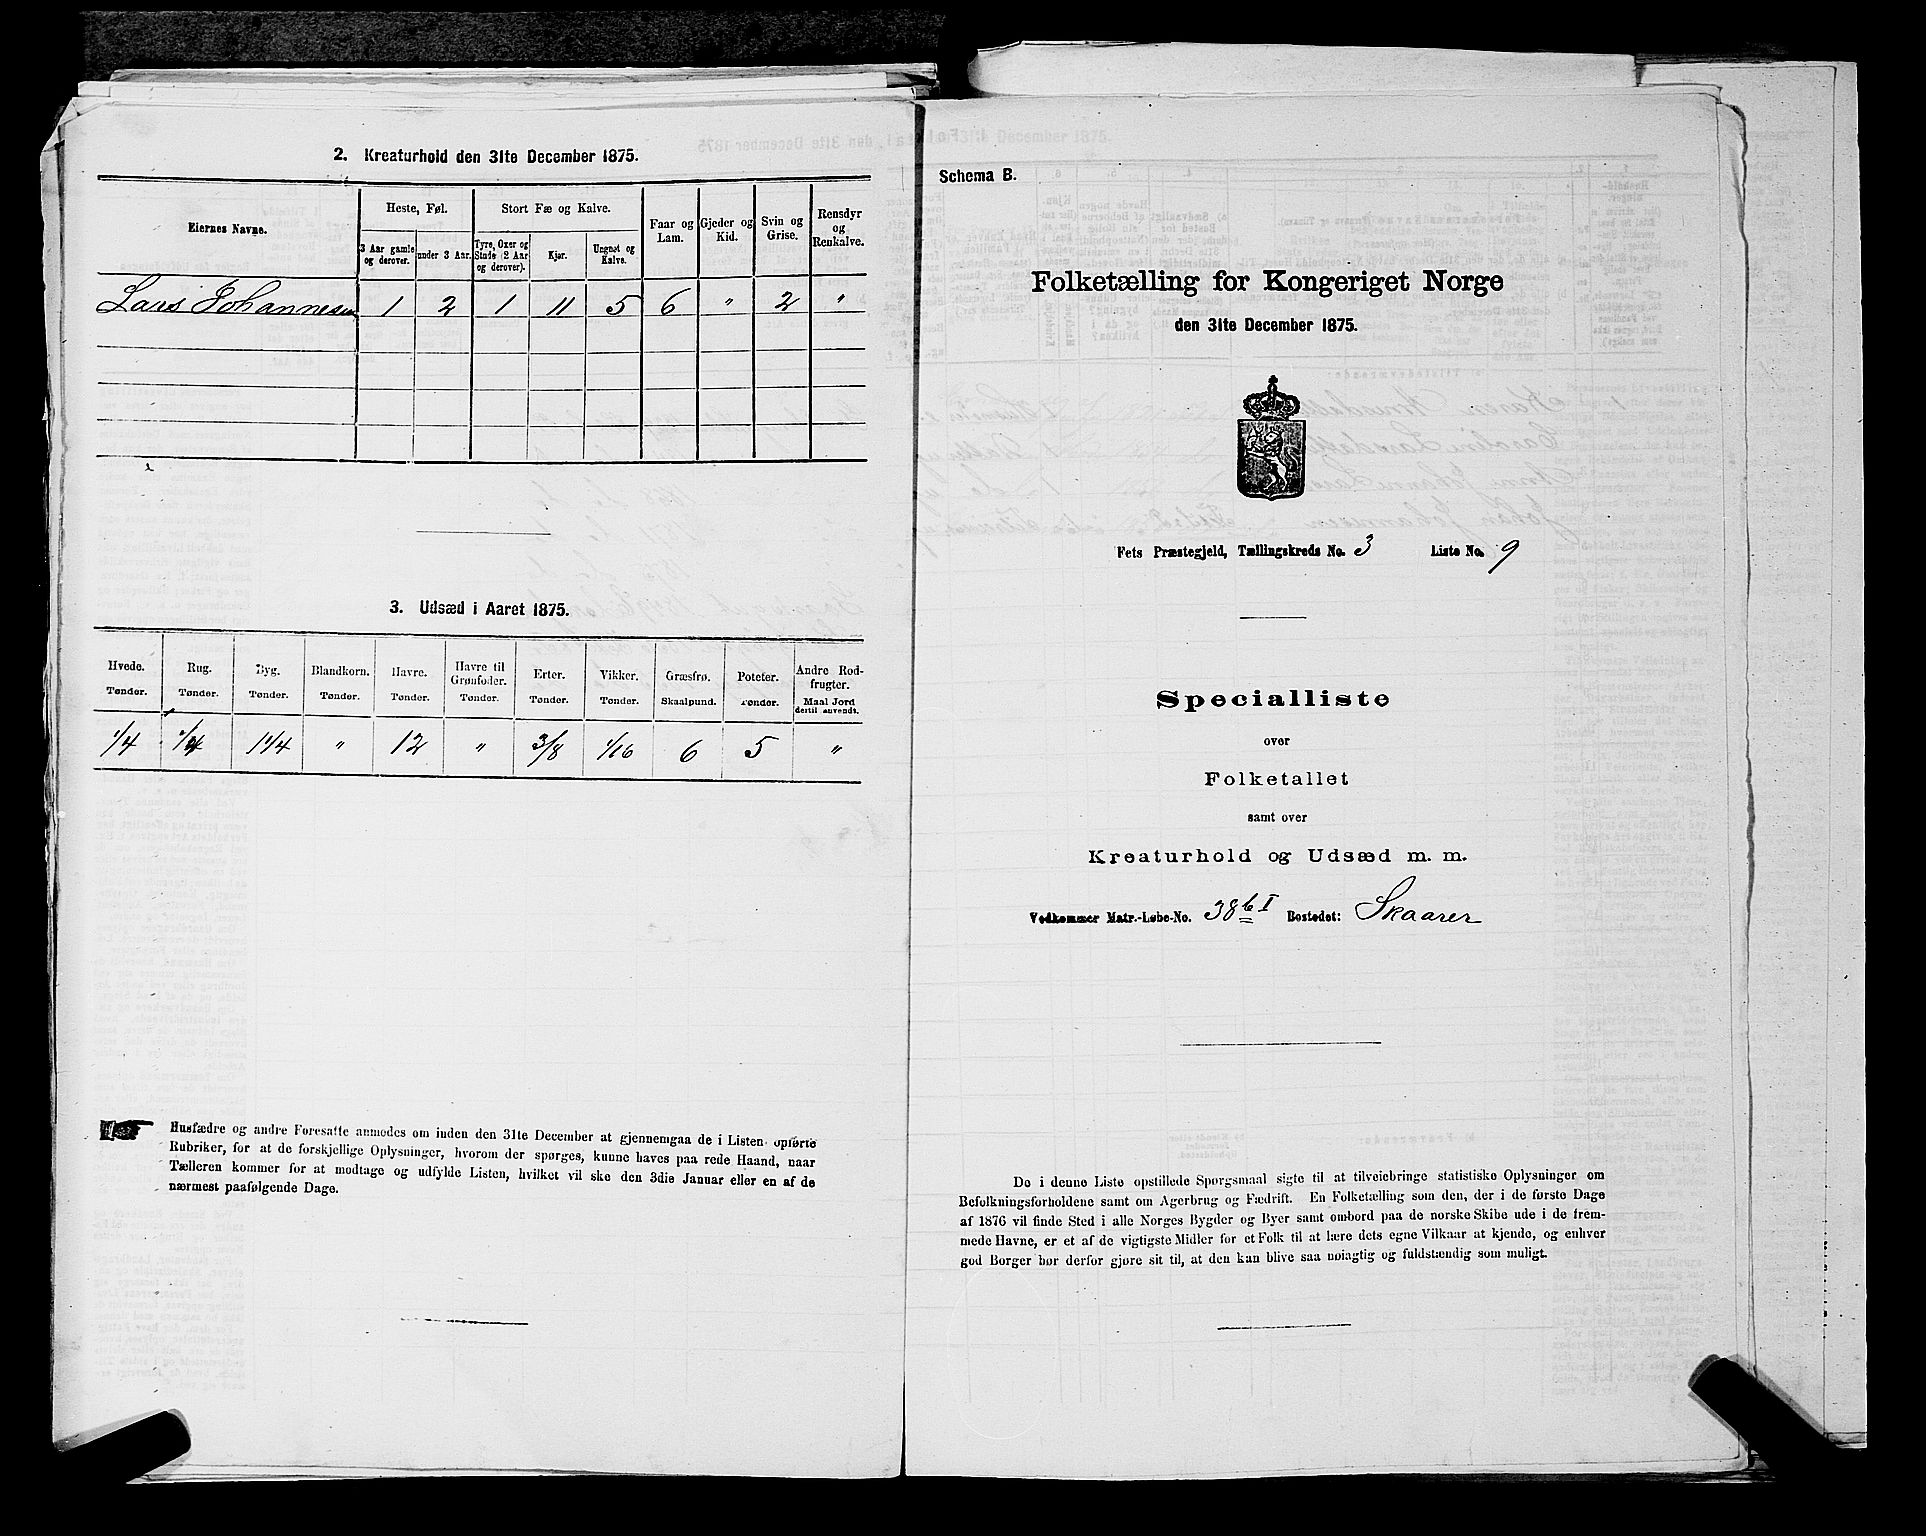 2. Kreaturhold den 31te December 1875.
Eiernes Navne.
Heste, Føl.
Stort Fæ og Kalve.
Faar og Lam.
Gjeder og Kid.
Svin og Grise.
Rensdyr og Renkalve.
3 Aar gamle og derover.
under 3 Aar.
Tyre, Oxer og Stude (2 Aar og derover).
Kjør.
Ungnøt og Kalve.
Lars Johannesen 1 2 1 11 5 6 " 2 "
3. Udsæd i Aaret 1875.
Hvede. Rug. Byg. Blandkorn. Havre. Havre til Grønfoder. Erter. Vikker. Græsfrø. Poteter. Andre Rodfrugter.
Tønder. Tønder. Tønder. Tønder. Tønder. Tønder. Tønder. Tønder. Skaalpund. Tønder. Maal Jord dertil anvendt.
1/4 1/4 1 1/4 " 12 " 3/8 1/16 6 5 "
Husfædre og andre Foresatte anmodes om inden den 31te December at gjennemgaa de i Listen opførte
Rubriker, for at de forskjellige Oplysninger, hvorom der spørges, kunne haves paa rede Haand, naar
Tælleren kommer for at modtage og udfylde Listen, hvilket vil ske den 3die Januar eller en af de
nærmest paafølgende Dage.
Schema B.
Folketælling for Kongeriget Norge
den 31te December 1875.
Fets Præstegjeld, Tællingskreds No. 3 Liste No. 9
Specialliste
over
Folketallet
samt over
Kreaturhold og Udsæd m. m.
Vedkommer Matr.-Løbe-No. 38 b I Bostedet: Skaarer
De i denne Liste opstillede Spørgsmaal sigte til at tilveiebringe statistiske Oplysninger om
Befolkningsforholdene samt om Agerbrug og Fædrift. En Folketælling som den, der i de første Dage
af 1876 vil finde Sted i alle Norges Bygder og Byer samt ombord paa de norske Skibe ude i de frem-
mede Havne, er et af de vigtigste Midler for et Folk til at lære dets egne Vilkaar at kjende, og enhver
god Borger bør derfor gjøre sit til, at den kan blive saa nøiagtig og fuldstændig som muligt.